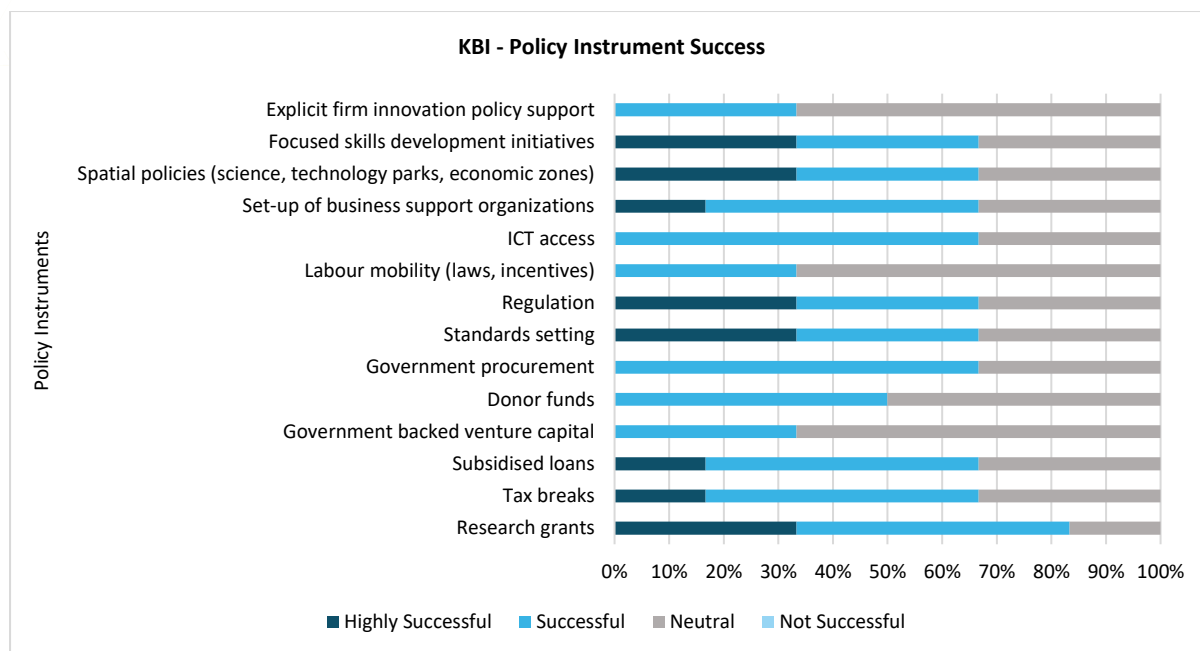 KBI - Policy Instrument Success
Policy Instruments
Explicit firm innovation policy support
Focused skills development initiatives
Spatial policies (science, technology parks, economic zones)
Set-up of business support organizations
ICT access
Labour mobility (laws, incentives)
Regulation
Standards setting
Government procurement
Donor funds
Government backed venture capital
Subsidised loans
Tax breaks
Research grants
0% 10% 20% 30% 40% 50% 60% 70% 80% 90% 100%
Highly Successful Successful Neutral Not Successful